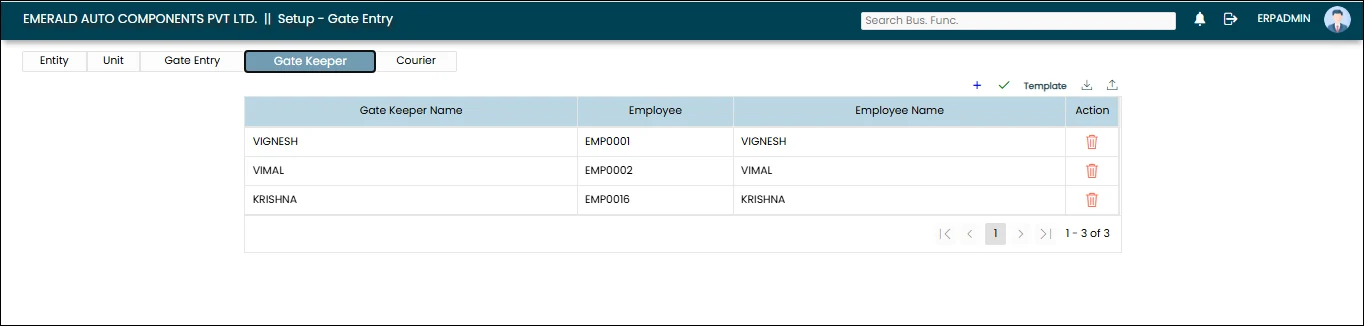 EMERALD AUTO COMPONENTS PVT LTD. || Setup - Gate Entry Search Bus. Func. ERPADMIN
Entity Unit Gate Entry Gate Keeper Courier
+ Template
Gate Keeper Name Employee Employee Name Action
VIGNESH EMP0001 VIGNESH
VIMAL EMP0002 VIMAL
KRISHNA EMP0016 KRISHNA
1 1 - 3 of 3